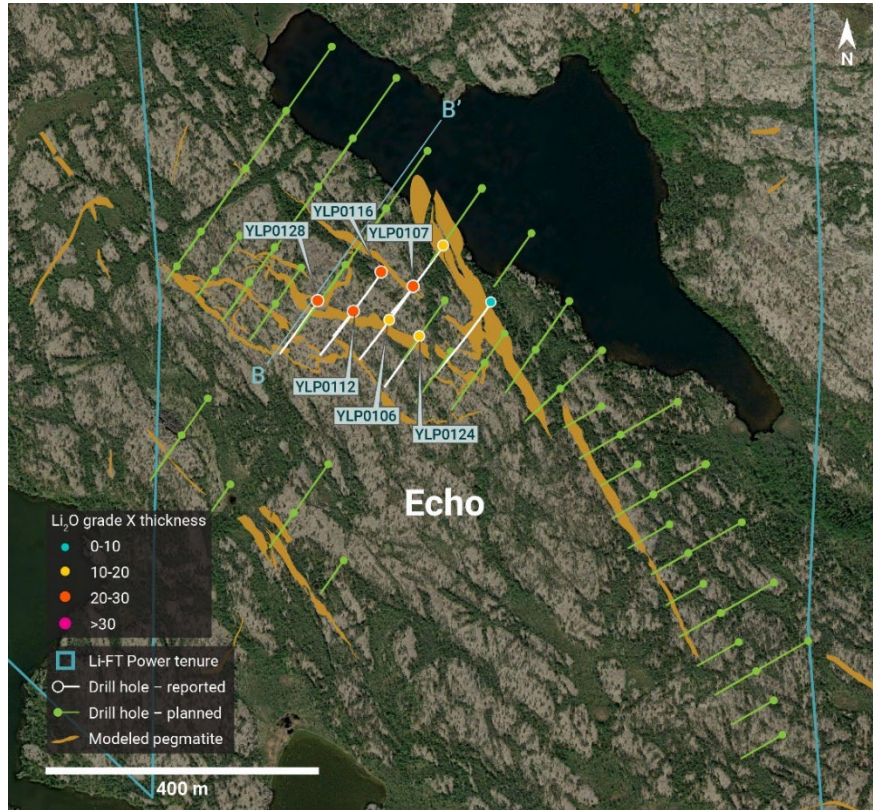 N
B'
YLP0116
YLP0128
YLP0107
B
YLP0112
YLP0106
YLP0124
Echo
Li₂O grade X thickness
0-10
10-20
20-30
>30
Li-FT Power tenure
Drill hole – reported
Drill hole – planned
Modeled pegmatite
400 m